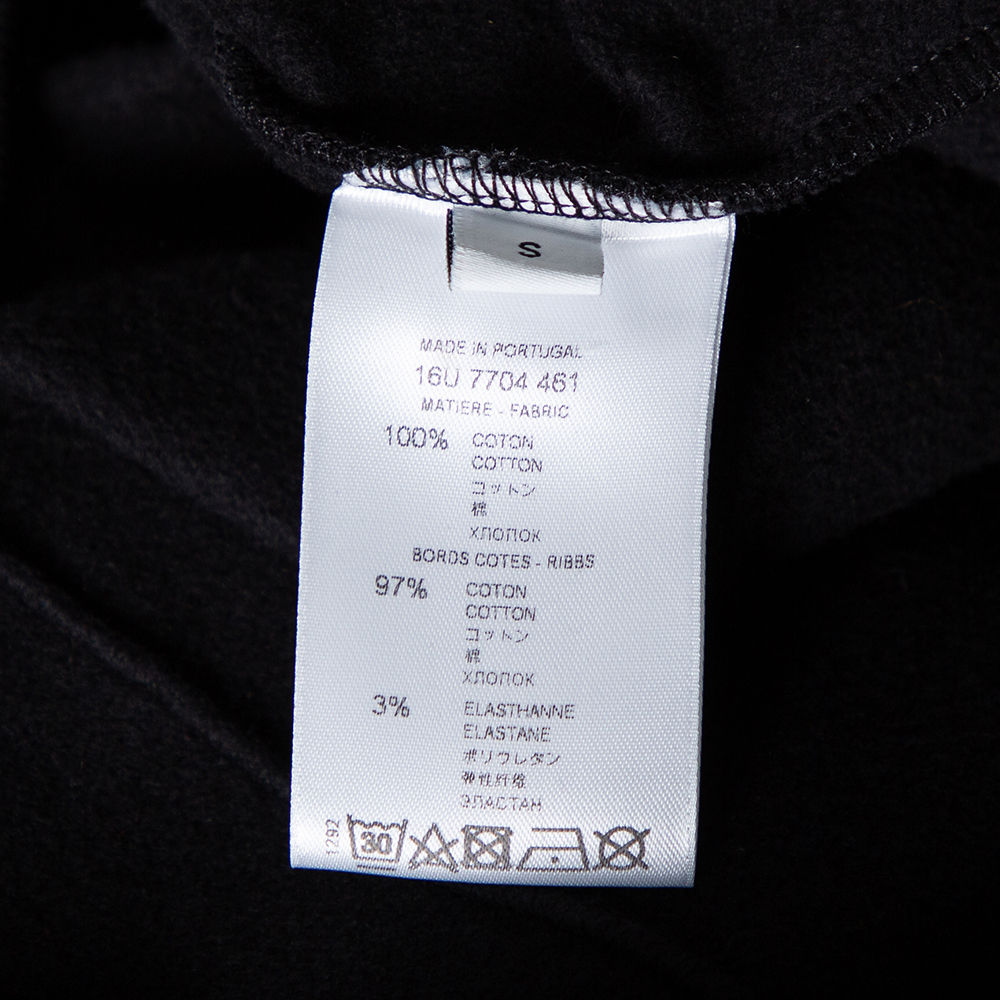 S
MADE IN PORTUGAL
16U 7704 461
MATIERE - FABRIC
100% COTON
COTTON
コットン
棉
ХЛОПОК
BORDS COTES - RIBBS
97% COTON
COTTON
コットン
棉
ХЛОПОК
3% ELASTHANNE
ELASTANE
ポリウレタン
弹性纤维
ЭЛАСТАН
1292
30